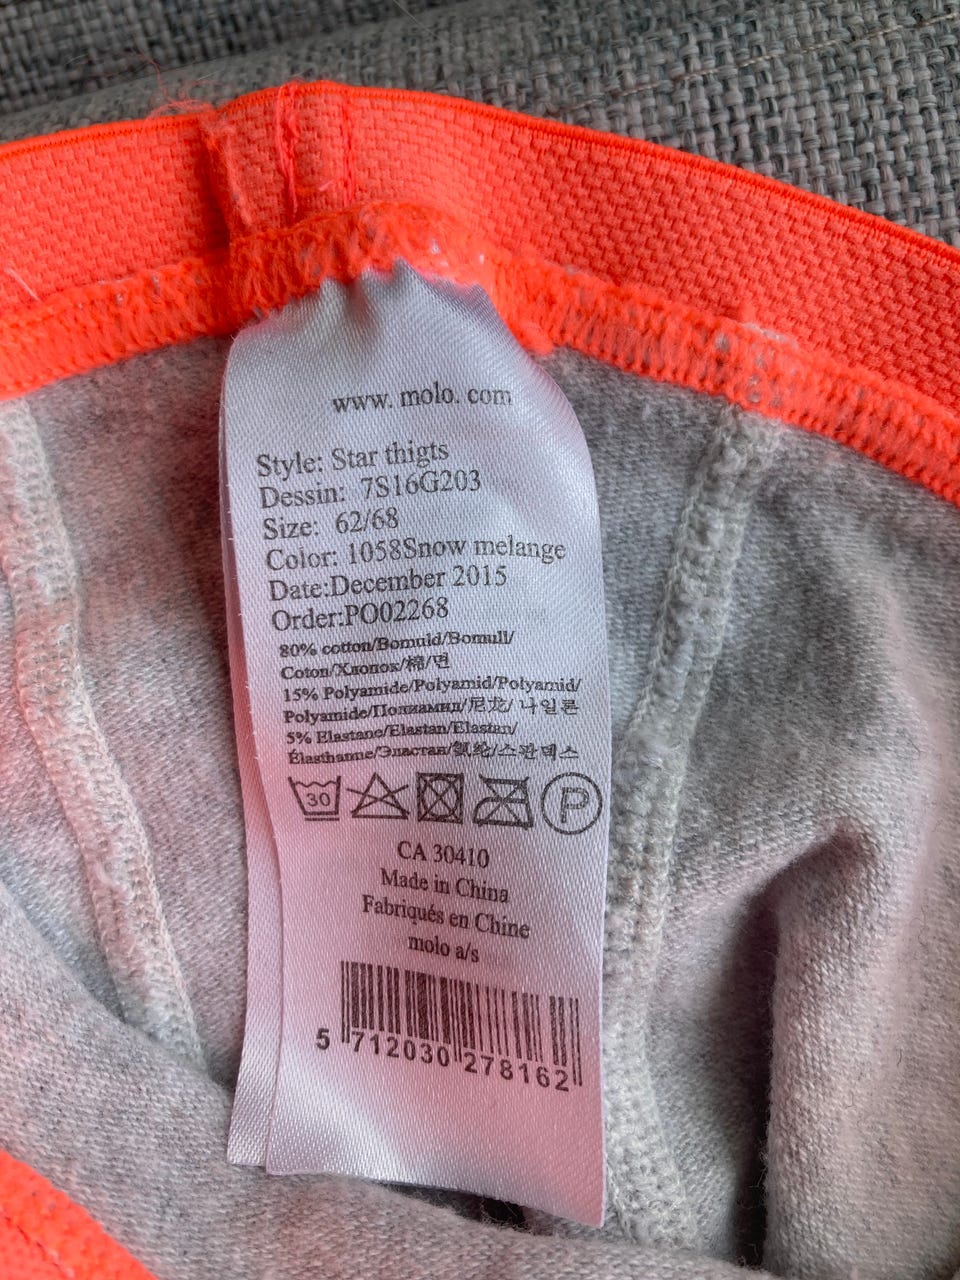 www. molo. com
Style: Star thigts
Dessin: 7S16G203
Size: 62/68
Color: 1058Snow melange
Date:December 2015
Order:PO02268
80% cotton/Bomuld/Bomull/
Coton/Хлопок/棉/면
15% Polyamide/Polyamid/Polyamid/
Polyamide/Полиамид/尼龙/ 나일론
5% Elastane/Elastan/Elastan/
Élasthanne/Эластан/氨纶/스판덱스
30 P
CA 30410
Made in China
Fabriqués en Chine
molo a/s
5 712030 278162